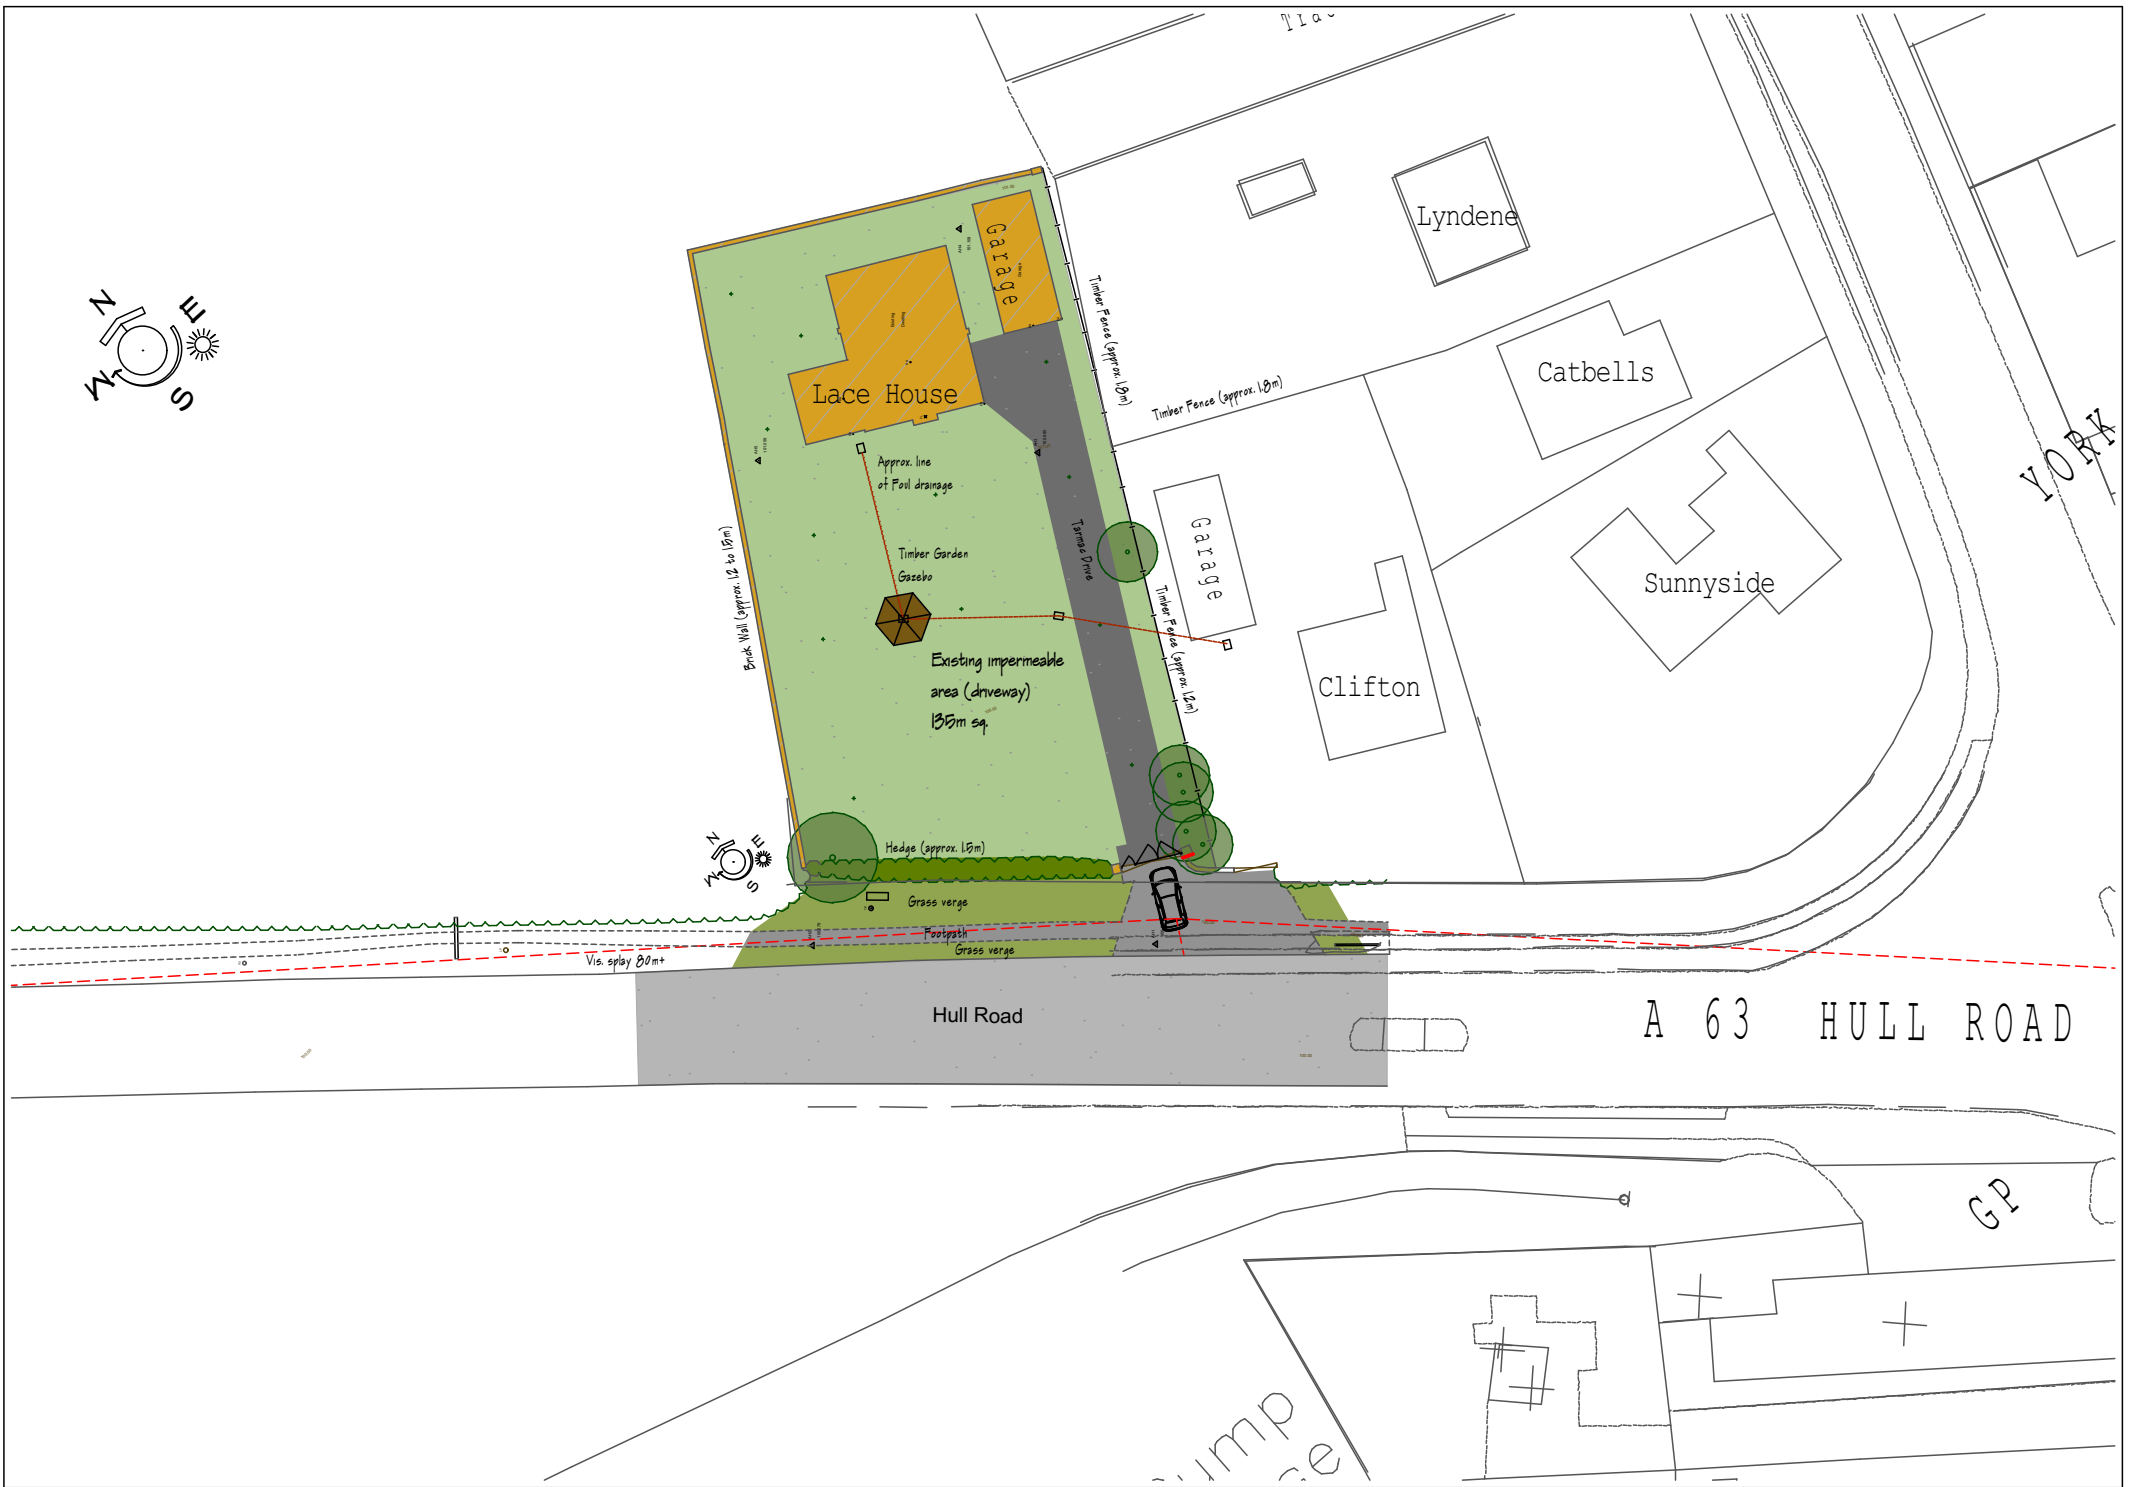 N
E
S
W
Garage
Lace House
Approx. line
of Foul drainage
Timber Garden
Gazebo
Existing impermeable
area (driveway)
135m sq.
Tarmac Drive
Brick Wall (approx. 1.2 to 1.5m)
Timber Fence (approx. 1.8m)
Timber Fence (approx. 1.8m)
Timber Fence (approx. 1.2m)
Garage
Lyndene
Catbells
Sunnyside
Clifton
YORK
N
E
S
W
Hedge (approx. 1.5m)
Grass verge
Footpath
Grass verge
Vis. splay 80m+
Hull Road
A 63 HULL ROAD
GP